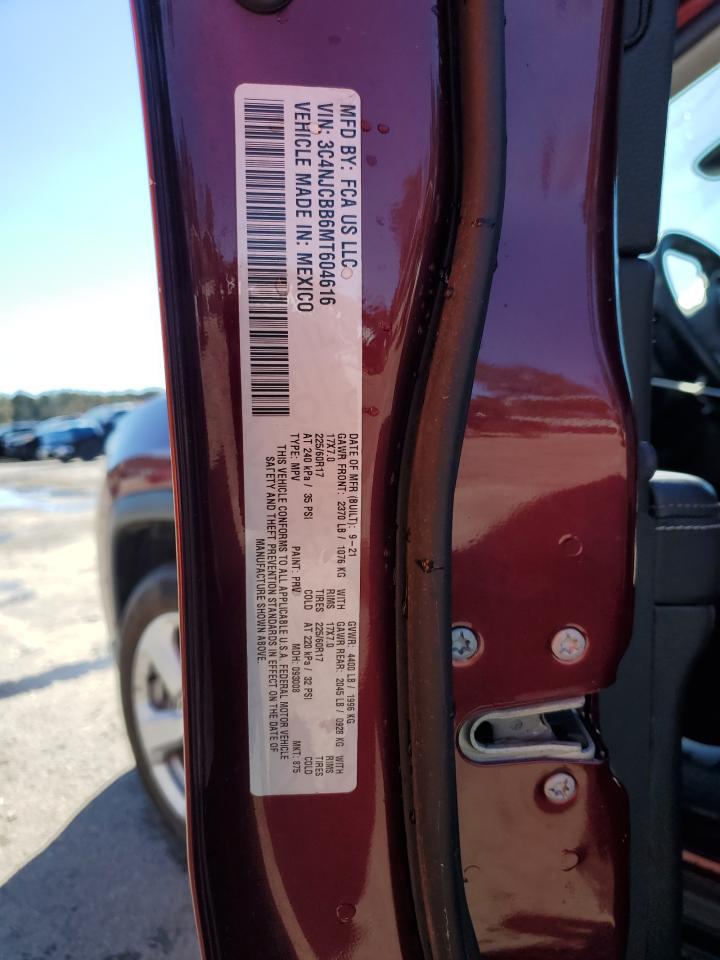 MFD BY: FCA US LLC
VIN: 3C4NJCBB6MT604616
VEHICLE MADE IN: MEXICO
DATE OF MFR (BUILT): 9-21 GVWR: 4400 LB / 1996 KG
GAWR FRONT: 2370 LB / 1076 KG WITH GAWR REAR: 2045 LB / 0928 KG WITH
17X7.0 RIMS 17X7.0 RIMS
225/60R17 TIRES 225/60R17 TIRES
AT 240 kPa / 35 PSI COLD AT 220 kPa / 32 PSI COLD
TYPE: MPV PAINT: PRV MDH: 093008 MKT: 875
THIS VEHICLE CONFORMS TO ALL APPLICABLE U.S.A. FEDERAL MOTOR VEHICLE
SAFETY AND THEFT PREVENTION STANDARDS IN EFFECT ON THE DATE OF
MANUFACTURE SHOWN ABOVE.